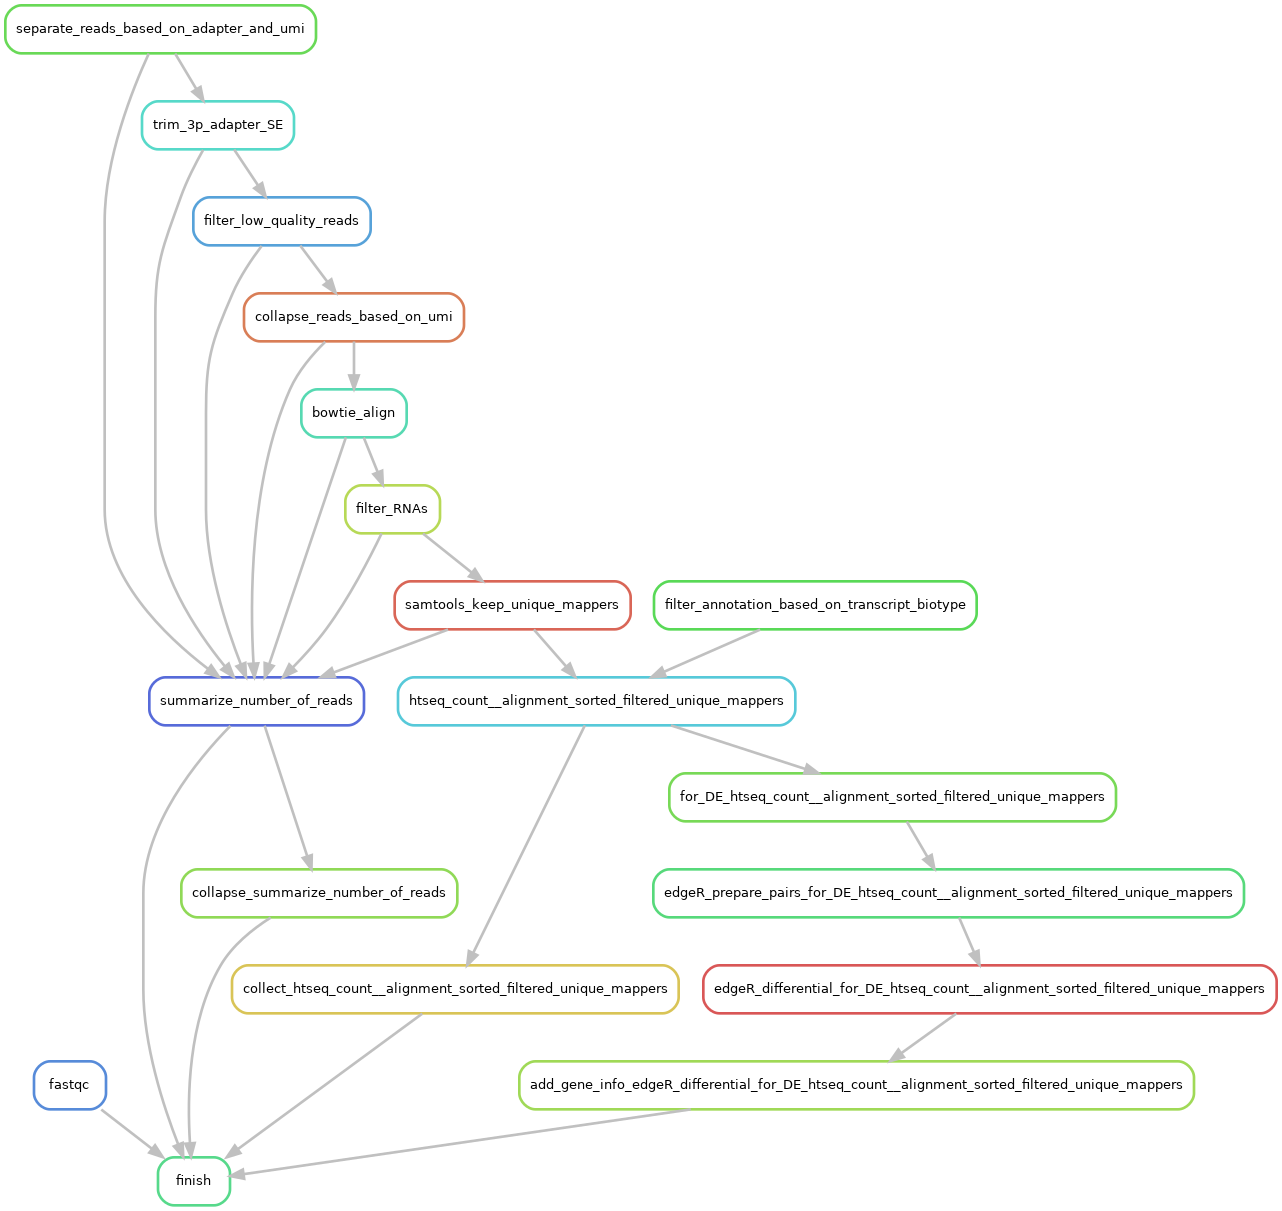 separate_reads_based_on_adapter_and_umi
trim_3p_adapter_SE
filter_low_quality_reads
collapse_reads_based_on_umi
bowtie_align
filter_RNAs
samtools_keep_unique_mappers
filter_annotation_based_on_transcript_biotype
summarize_number_of_reads
htseq_count__alignment_sorted_filtered_unique_mappers
for_DE_htseq_count__alignment_sorted_filtered_unique_mappers
collapse_summarize_number_of_reads
edgeR_prepare_pairs_for_DE_htseq_count__alignment_sorted_filtered_unique_mappers
collect_htseq_count__alignment_sorted_filtered_unique_mappers
edgeR_differential_for_DE_htseq_count__alignment_sorted_filtered_unique_mappers
fastqc
add_gene_info_edgeR_differential_for_DE_htseq_count__alignment_sorted_filtered_unique_mappers
finish